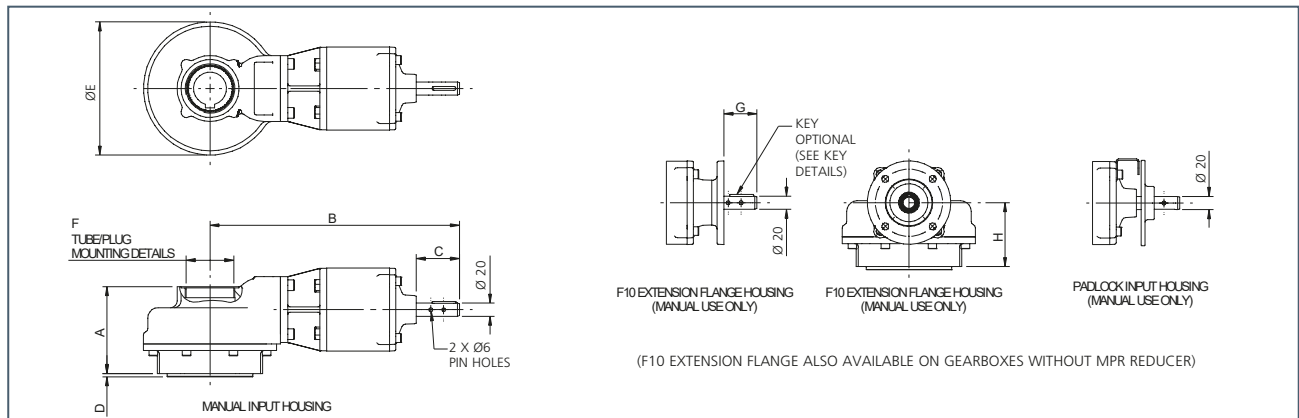 ØE
F
TUBE/PLUG
MOUNTING DETAILS
B
C
Ø 20
A
D
2 X Ø6
PIN HOLES
MANUAL INPUT HOUSING
G
KEY
OPTIONAL
(SEE KEY
DETAILS)
Ø 20
F10 EXTENSION FLANGE HOUSING
(MANUAL USE ONLY)
H
F10 EXTENSION FLANGE HOUSING
(MANUAL USE ONLY)
Ø 20
PADLOCK INPUT HOUSING
(MANUAL USE ONLY)
(F10 EXTENSION FLANGE ALSO AVAILABLE ON GEARBOXES WITHOUT MPR REDUCER)